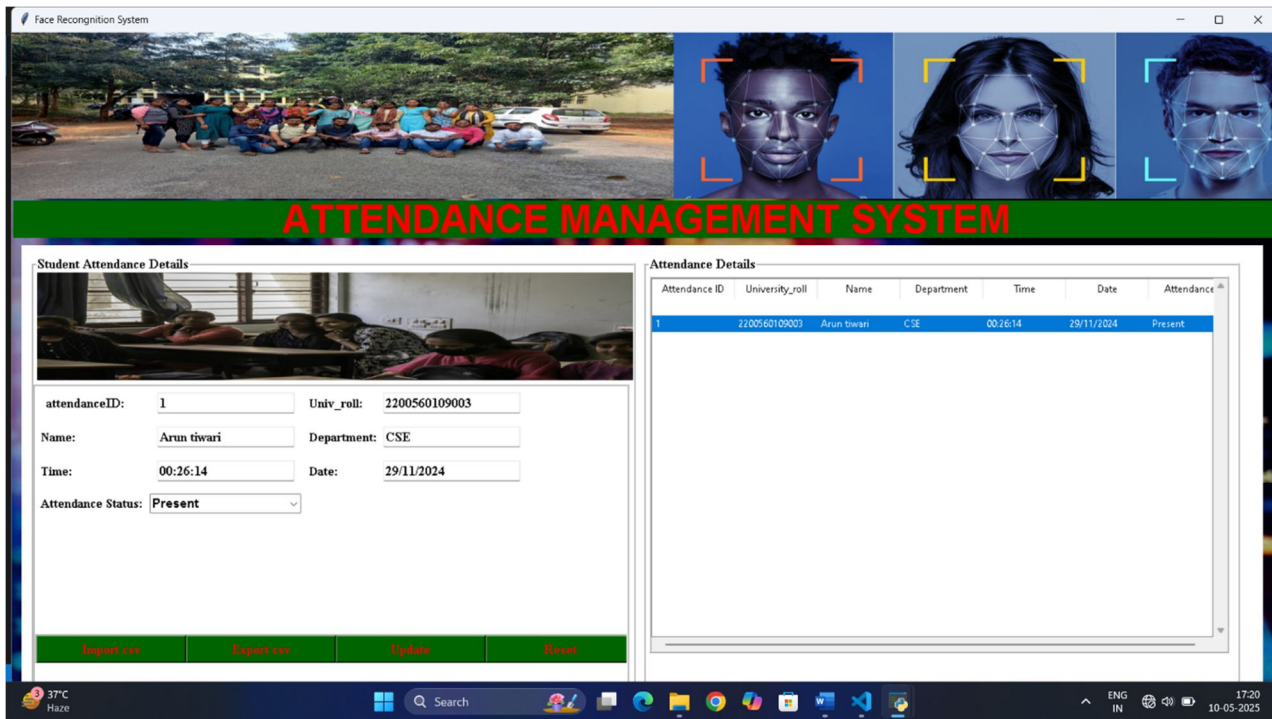 Face Recongnition System
ATTENDANCE MANAGEMENT SYSTEM
Student Attendance Details
attendanceID: 1 Univ_roll: 2200560109003
Name: Arun tiwari Department: CSE
Time: 00:26:14 Date: 29/11/2024
Attendance Status: Present
Import csv Export csv Update Reset
Attendance Details
Attendance ID University_roll Name Department Time Date Attendance
1 2200560109003 Arun tiwari CSE 00:26:14 29/11/2024 Present
3 37°C
Haze
Search
ENG
IN
17:20
10-05-2025